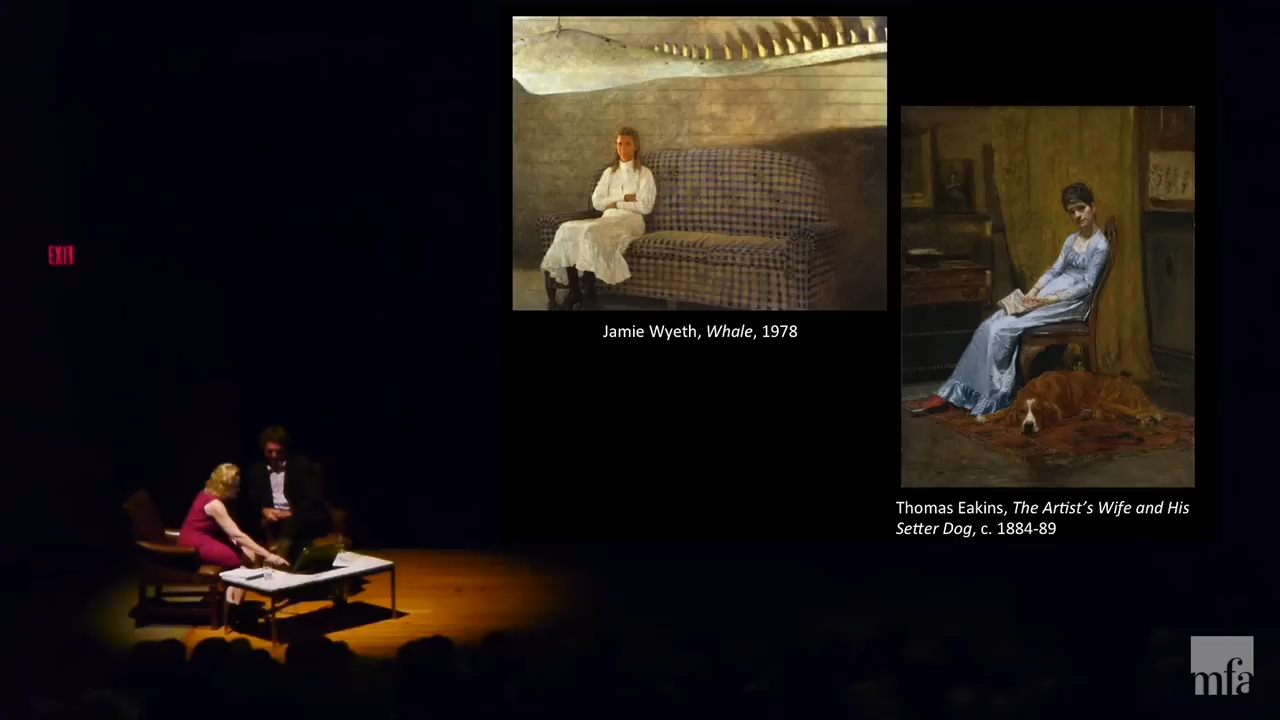 EXIT
Jamie Wyeth, Whale, 1978
Thomas Eakins, The Artist’s Wife and His
Setter Dog, c. 1884-89
mfa